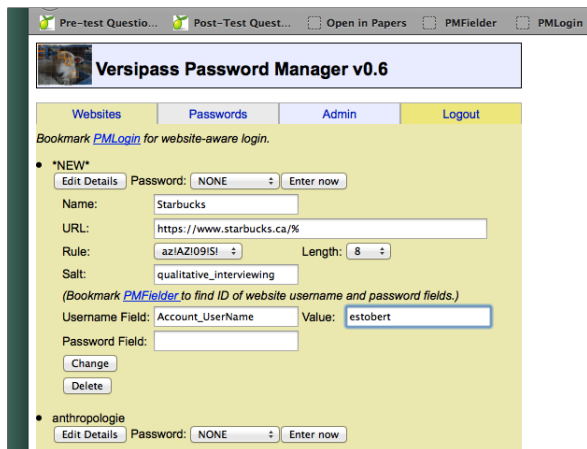 Pre-test Questio... Post-Test Quest... Open in Papers PMFielder PMLogin
Versipass Password Manager v0.6
Websites Passwords Admin Logout
Bookmark PMLogin for website-aware login.
• *NEW*
Edit Details Password: NONE Enter now
Name: Starbucks
URL: https://www.starbucks.ca/%
Rule: az!AZ!09!S! Length: 8
Salt: qualitative_interviewing
(Bookmark PMFielder to find ID of website username and password fields.)
Username Field: Account_UserName Value: estobert
Password Field:
Change
Delete
• anthropologie
Edit Details Password: NONE Enter now